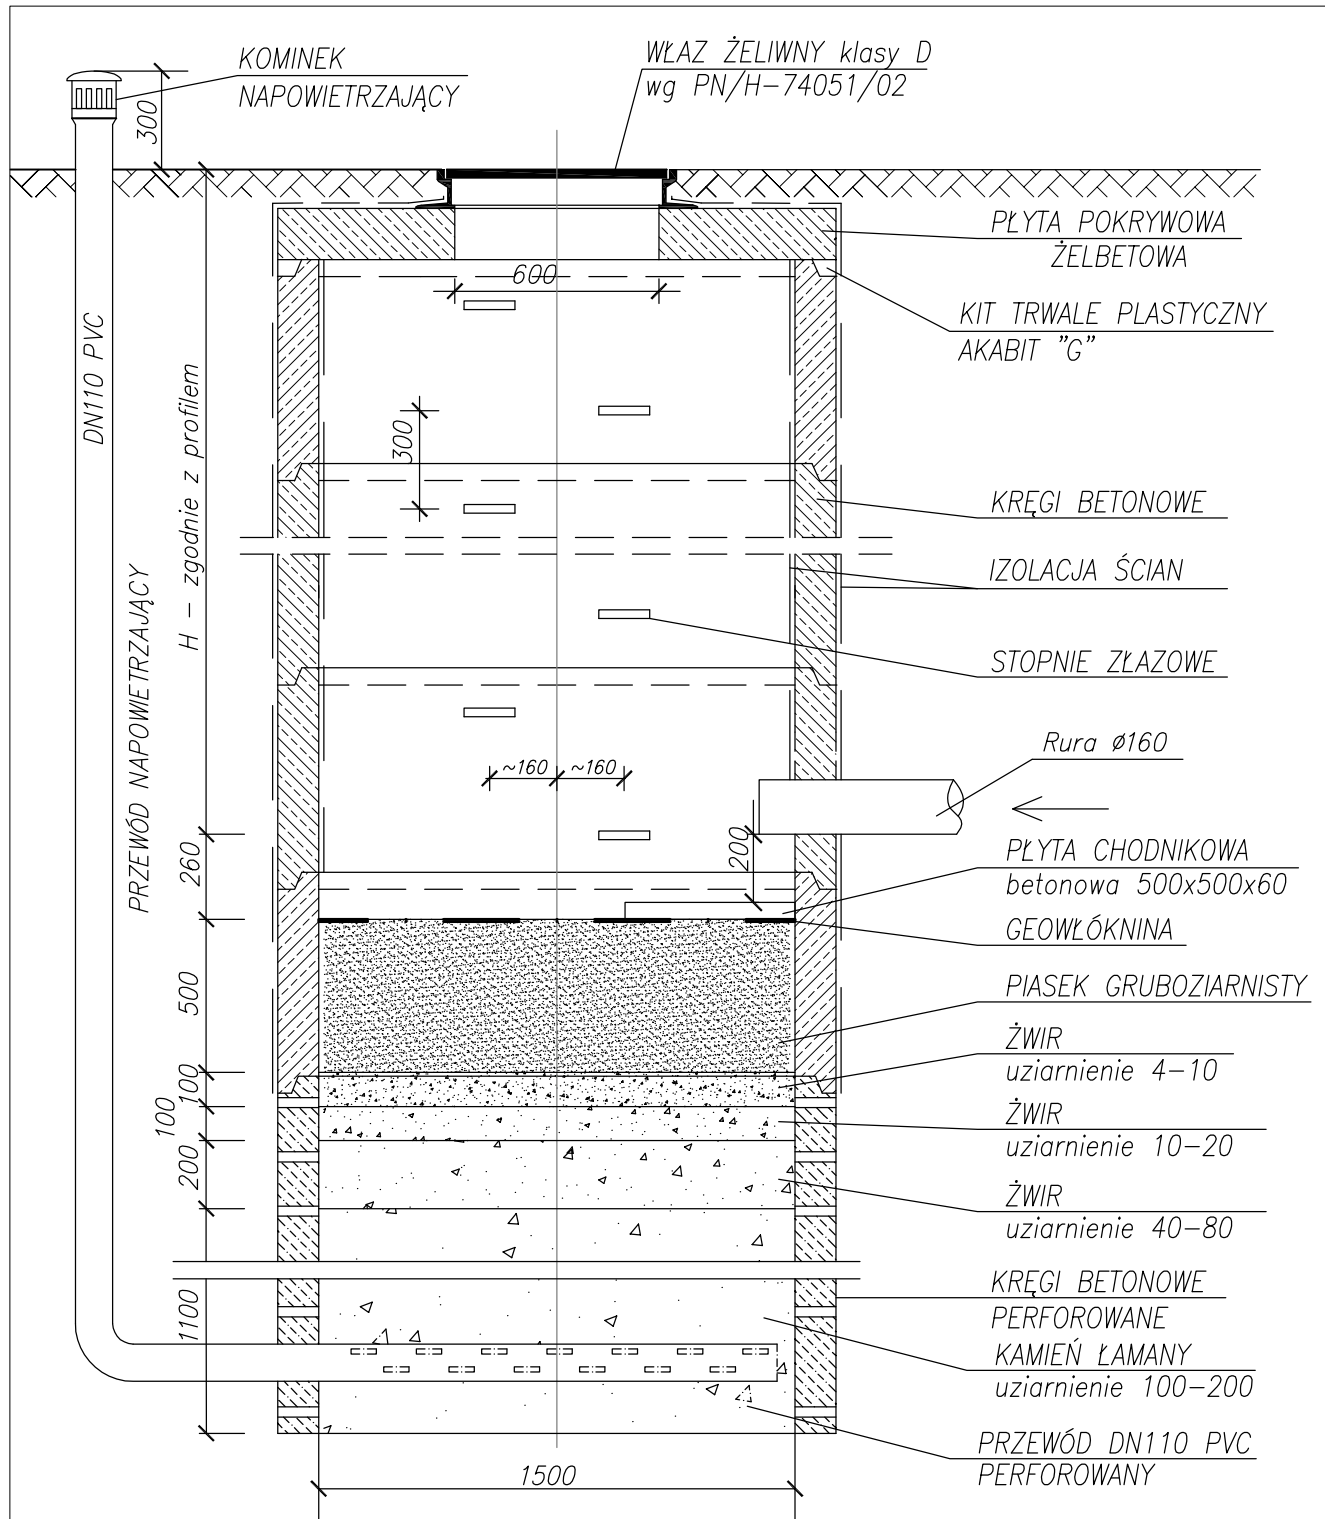 KOMINEK
NAPOWIETRZAJĄCY
WŁAZ ŻELIWNY klasy D
wg PN/H-74051/02
300
PŁYTA POKRYWOWA
ŻELBETOWA
600
KIT TRWALE PLASTYCZNY
AKABIT "G"
DN110 PVC
H - zgodnie z profilem
300
KRĘGI BETONOWE
IZOLACJA ŚCIAN
PRZEWÓD NAPOWIETRZAJĄCY
STOPNIE ZŁAZOWE
Rura ø160
~160
~160
200
260
PŁYTA CHODNIKOWA
betonowa 500x500x60
GEOWŁÓKNINA
500
PIASEK GRUBOZIARNISTY
ŻWIR
uziarnienie 4-10
100
100
ŻWIR
uziarnienie 10-20
200
ŻWIR
uziarnienie 40-80
KRĘGI BETONOWE
PERFOROWANE
1100
KAMIEŃ ŁAMANY
uziarnienie 100-200
PRZEWÓD DN110 PVC
PERFOROWANY
1500